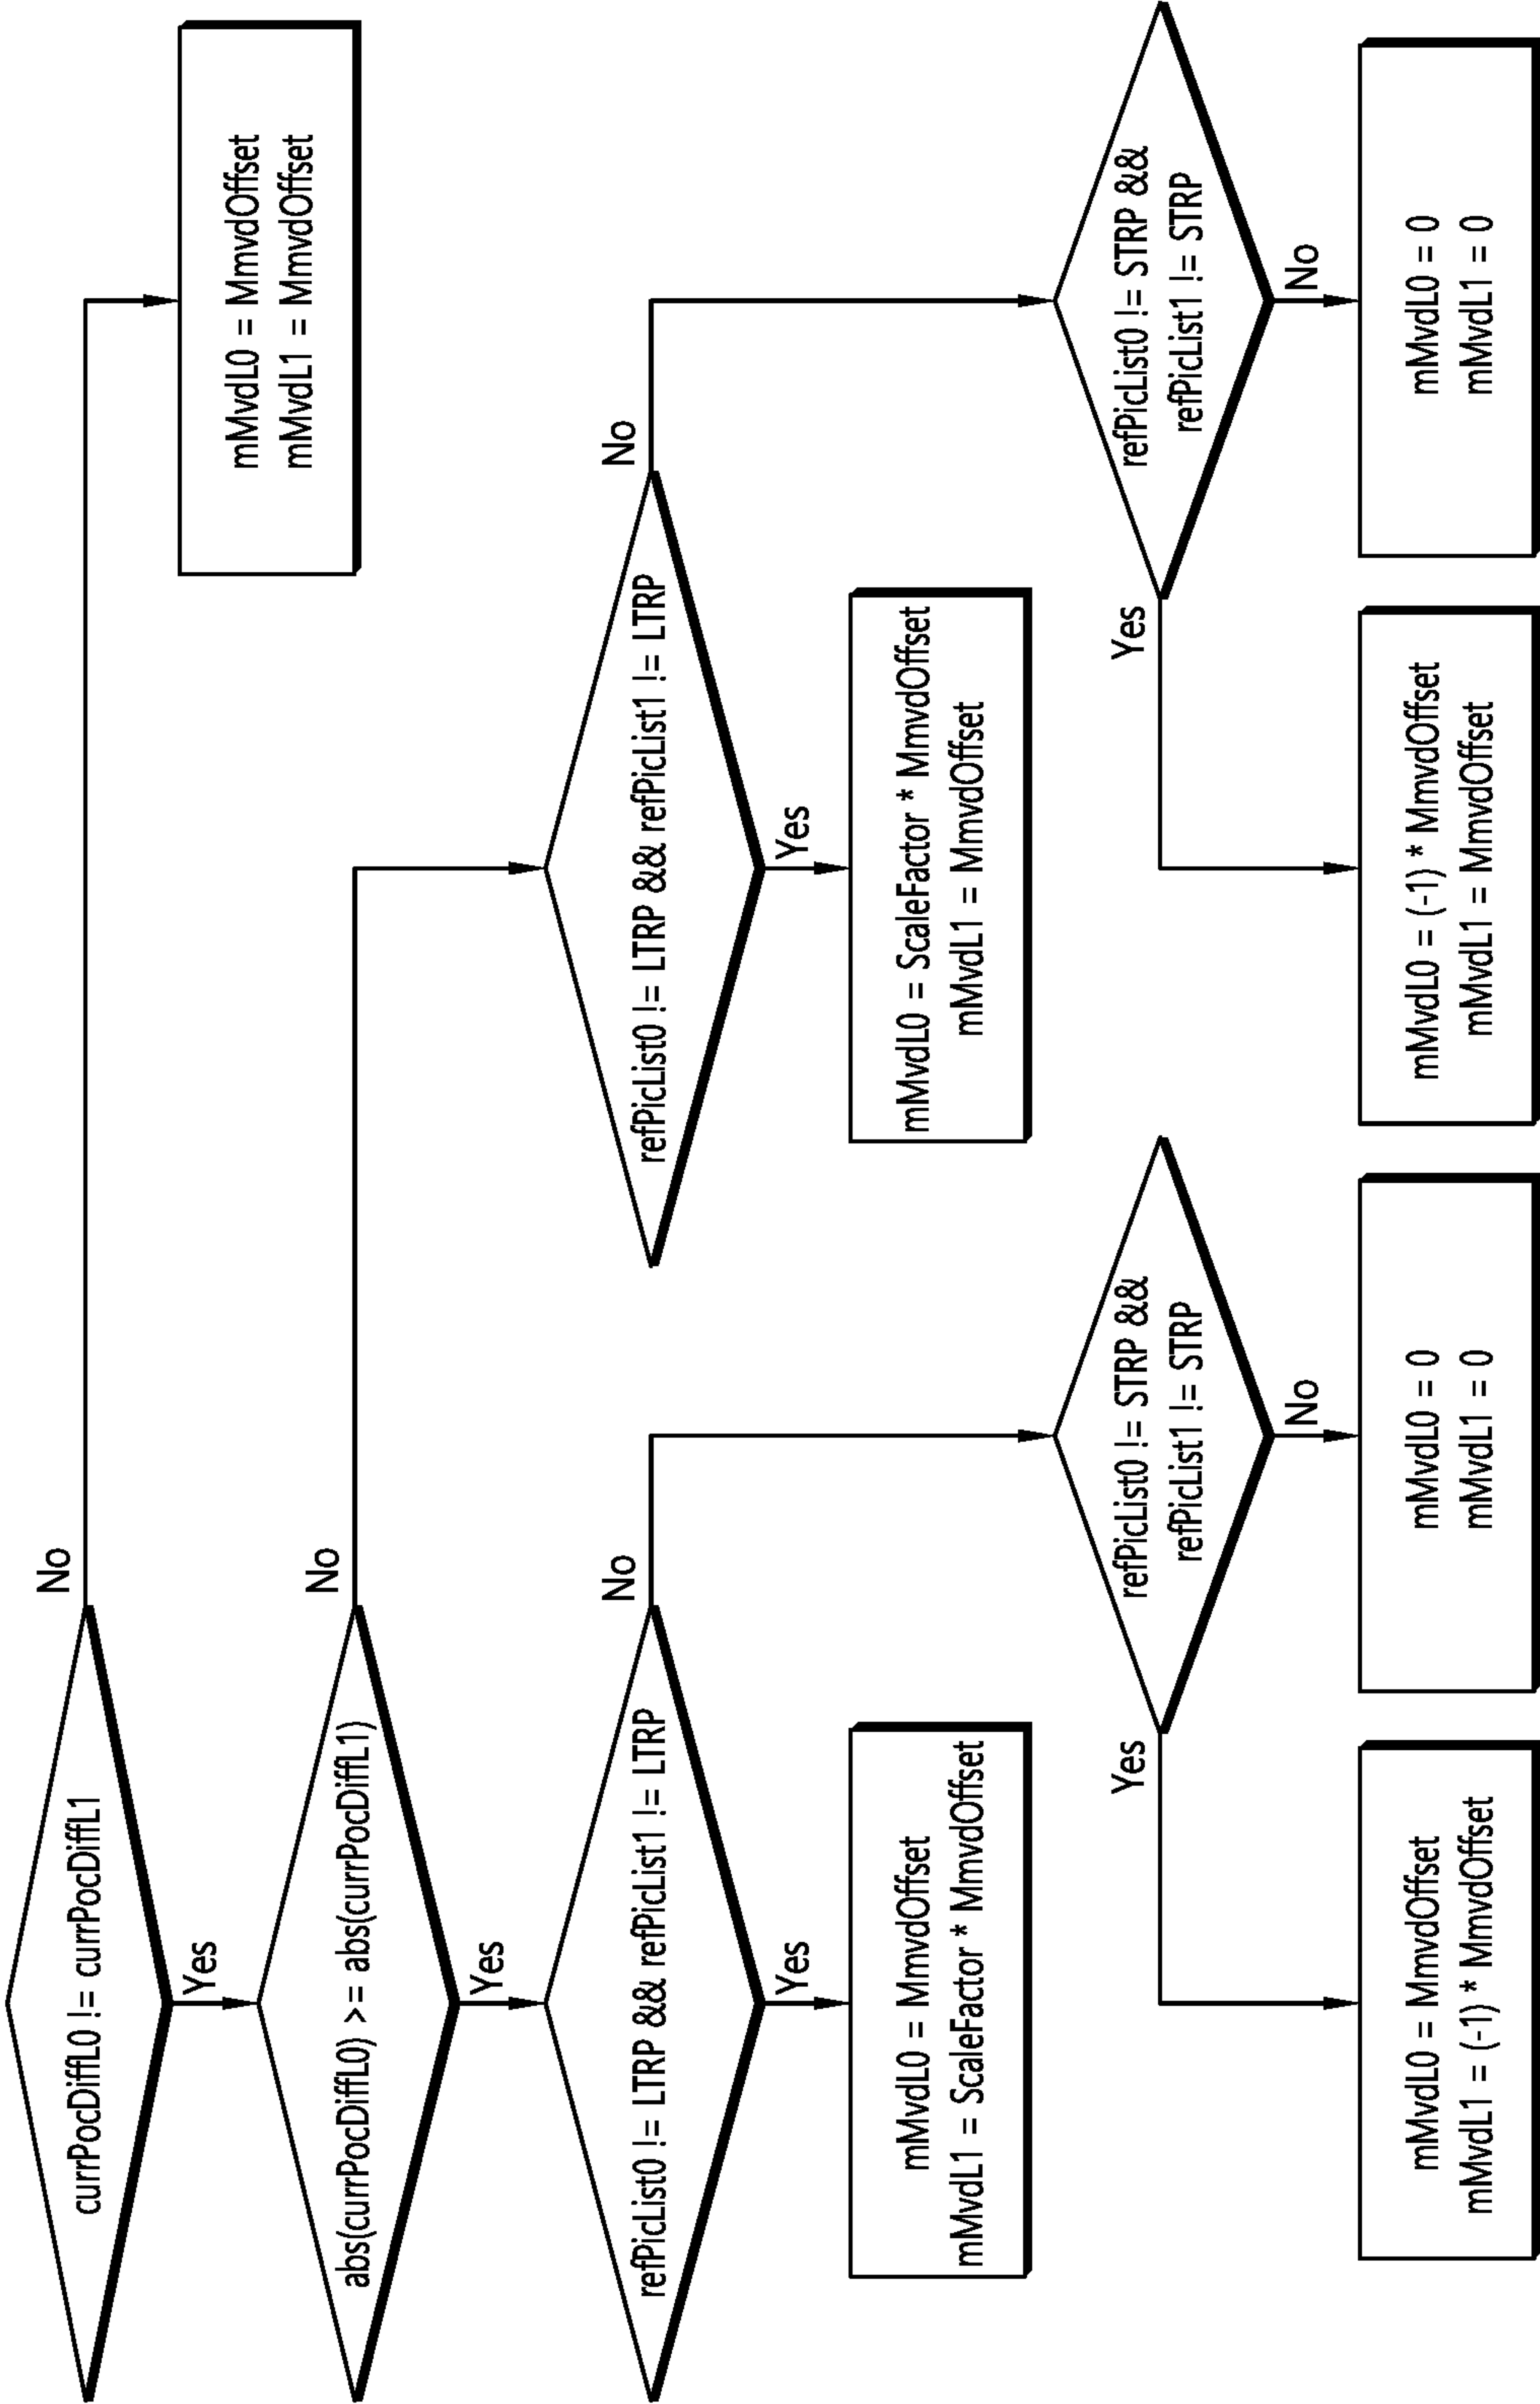 currPocDiffL0 != currPocDiffL1
No
Yes
mMvdL0 = MmvdOffset
mMvdL1 = MmvdOffset
abs(currPocDiffL0) >= abs(currPocDiffL1)
No
Yes
refPicList0 != LTRP && refPicList1 != LTRP
No
Yes
refPicList0 != LTRP && refPicList1 != LTRP
No
Yes
mMvdL0 = MmvdOffset
mMvdL1 = ScaleFactor * MmvdOffset
mMvdL0 = ScaleFactor * MmvdOffset
mMvdL1 = MmvdOffset
Yes
refPicList0 != STRP &&
refPicList1 != STRP
No
Yes
refPicList0 != STRP &&
refPicList1 != STRP
No
mMvdL0 = MmvdOffset
mMvdL1 = (-1) * MmvdOffset
mMvdL0 = 0
mMvdL1 = 0
mMvdL0 = (-1) * MmvdOffset
mMvdL1 = MmvdOffset
mMvdL0 = 0
mMvdL1 = 0